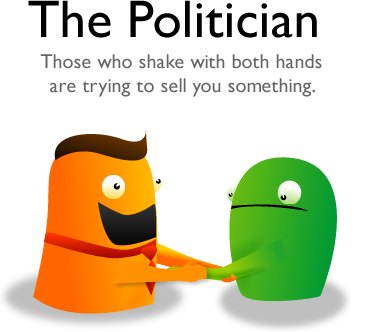 The Politician
Those who shake with both hands
are trying to sell you something.